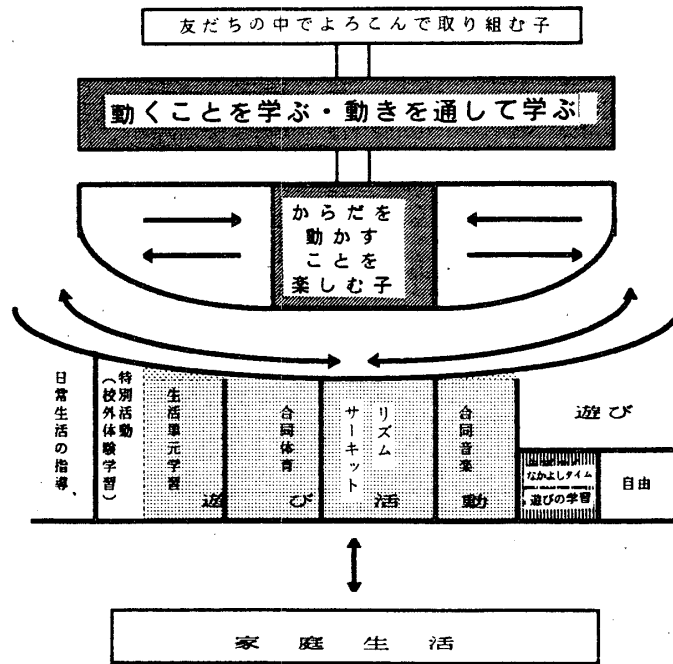 友だちの中でよろこんで取り組む子
動くことを学ぶ・動きを通して学ぶ
からだを
動かす
ことを
楽しむ子
日常生活の指導
特別活動
（校外体験学習）
生活単元学習
合同体育
リズム
サーキット
合同音楽
遊び
なかよしタイム
遊びの学習
自由
遊び活動
家庭生活